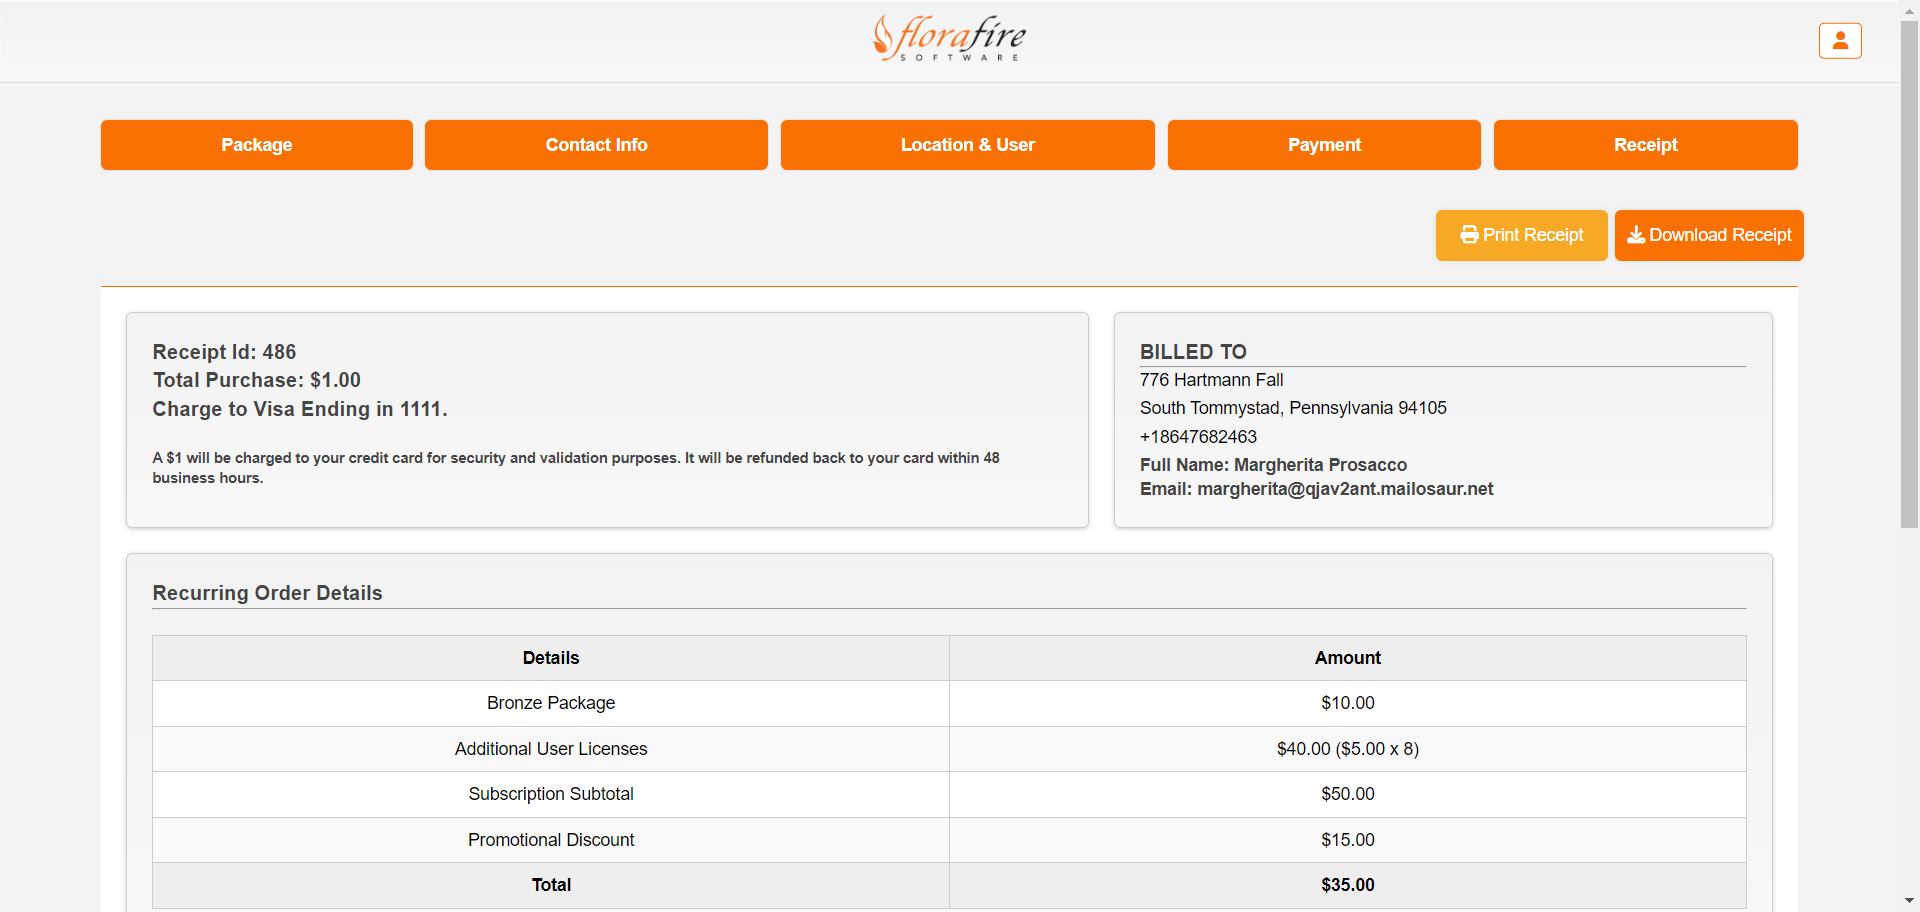 florafire
SOFTWARE
Package
Contact Info
Location & User
Payment
Receipt
Print Receipt
Download Receipt
Receipt Id: 486
Total Purchase: $1.00
Charge to Visa Ending in 1111.
A $1 will be charged to your credit card for security and validation purposes. It will be refunded back to your card within 48
business hours.
BILLED TO
776 Hartmann Fall
South Tommystad, Pennsylvania 94105
+18647682463
Full Name: Margherita Prosacco
Email: margherita@qjav2ant.mailosaur.net
Recurring Order Details
Details Amount
Bronze Package $10.00
Additional User Licenses $40.00 ($5.00 x 8)
Subscription Subtotal $50.00
Promotional Discount $15.00
Total $35.00